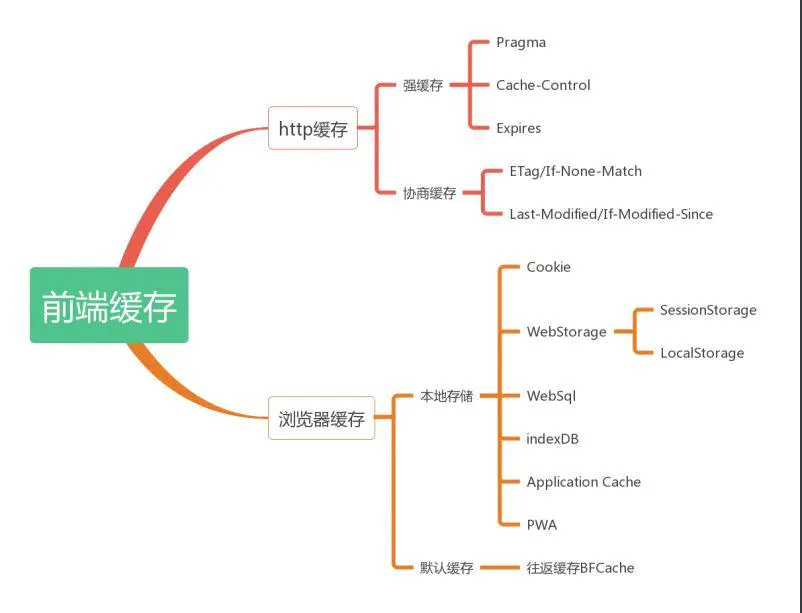 前端缓存
http缓存
强缓存
Pragma
Cache-Control
Expires
协商缓存
ETag/If-None-Match
Last-Modified/If-Modified-Since
浏览器缓存
本地存储
Cookie
WebStorage
SessionStorage
LocalStorage
WebSql
indexDB
Application Cache
PWA
默认缓存
往返缓存BFCache